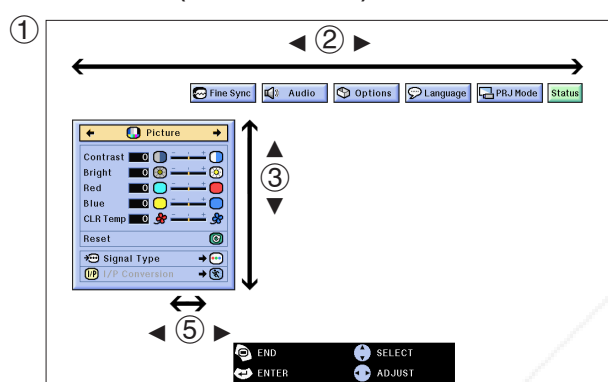 ①
◄ ② ►
Fine Sync Audio Options Language PRJ Mode Status
Picture
Contrast 0 - +
Bright 0 - +
Red 0 - +
Blue 0 - +
CLR Temp 0 - +
Reset
Signal Type
I/P I/P Conversion
▲
③
▼
◄ ⑤ ►
END SELECT
ENTER ADJUST